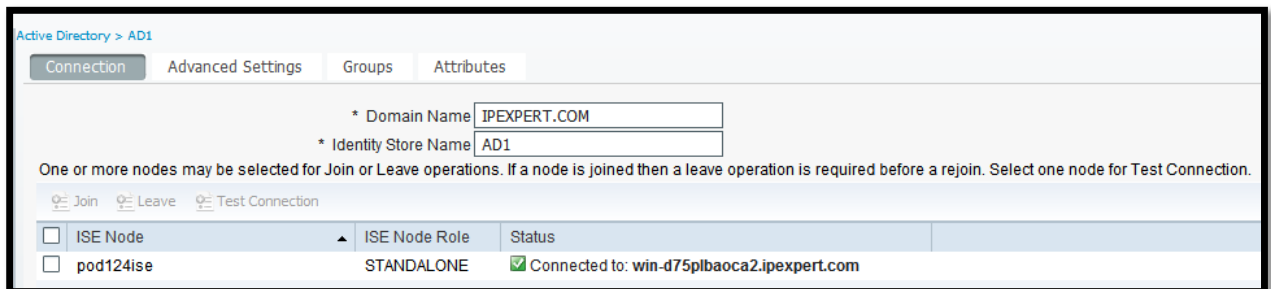 Active Directory > AD1
Connection Advanced Settings Groups Attributes
* Domain Name IPEXPERT.COM
* Identity Store Name AD1
One or more nodes may be selected for Join or Leave operations. If a node is joined then a leave operation is required before a rejoin. Select one node for Test Connection.
Join Leave Test Connection
ISE Node ISE Node Role Status
pod124ise STANDALONE Connected to: win-d75plbaoca2.ipexpert.com